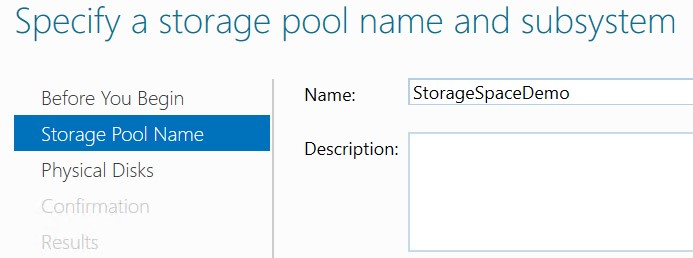 Specify a storage pool name and subsystem
Before You Begin
Storage Pool Name
Physical Disks
Confirmation
Results
Name:
StorageSpaceDemo
Description: